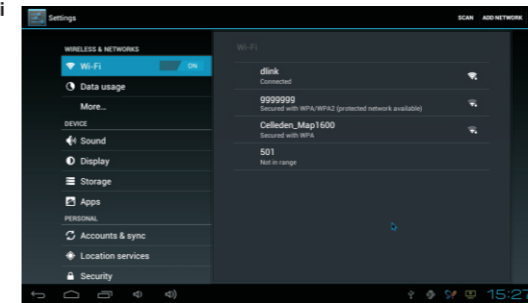 i
Settings
SCAN ADD NETWORK
WIRELESS & NETWORKS
Wi-Fi ON
Data usage
More...
DEVICE
Sound
Display
Storage
Apps
PERSONAL
Accounts & sync
Location services
Security
Wi-Fi
dlink
Connected
9999999
Secured with WPA/WPA2 (protected network available)
Celleden_Map1600
Secured with WPA
501
Not in range
15:27